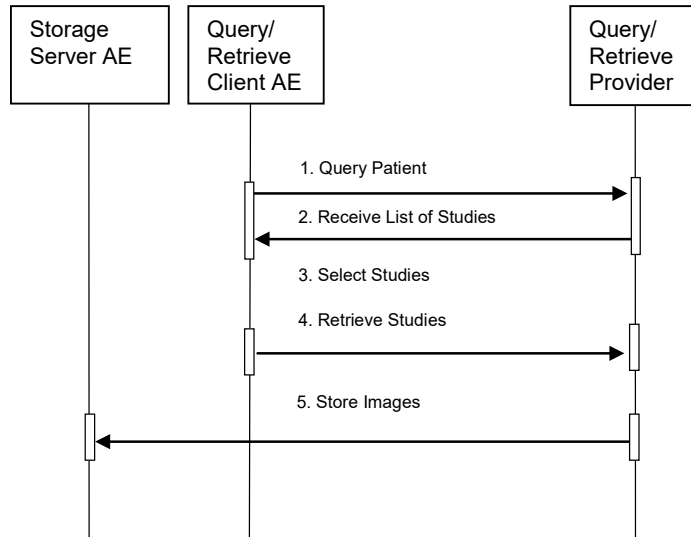 Storage
Server AE
Query/
Retrieve
Client AE
Query/
Retrieve
Provider
1. Query Patient
2. Receive List of Studies
3. Select Studies
4. Retrieve Studies
5. Store Images